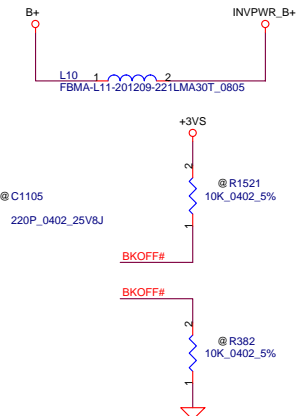 B+
INVPWR_B+
L10
1
2
FBMA-L11-201209-221LMA30T_0805
+3VS
2
@ R1521
10K_0402_5%
1
@ C1105
220P_0402_25V8J
BKOFF#
BKOFF#
2
@ R382
10K_0402_5%
1